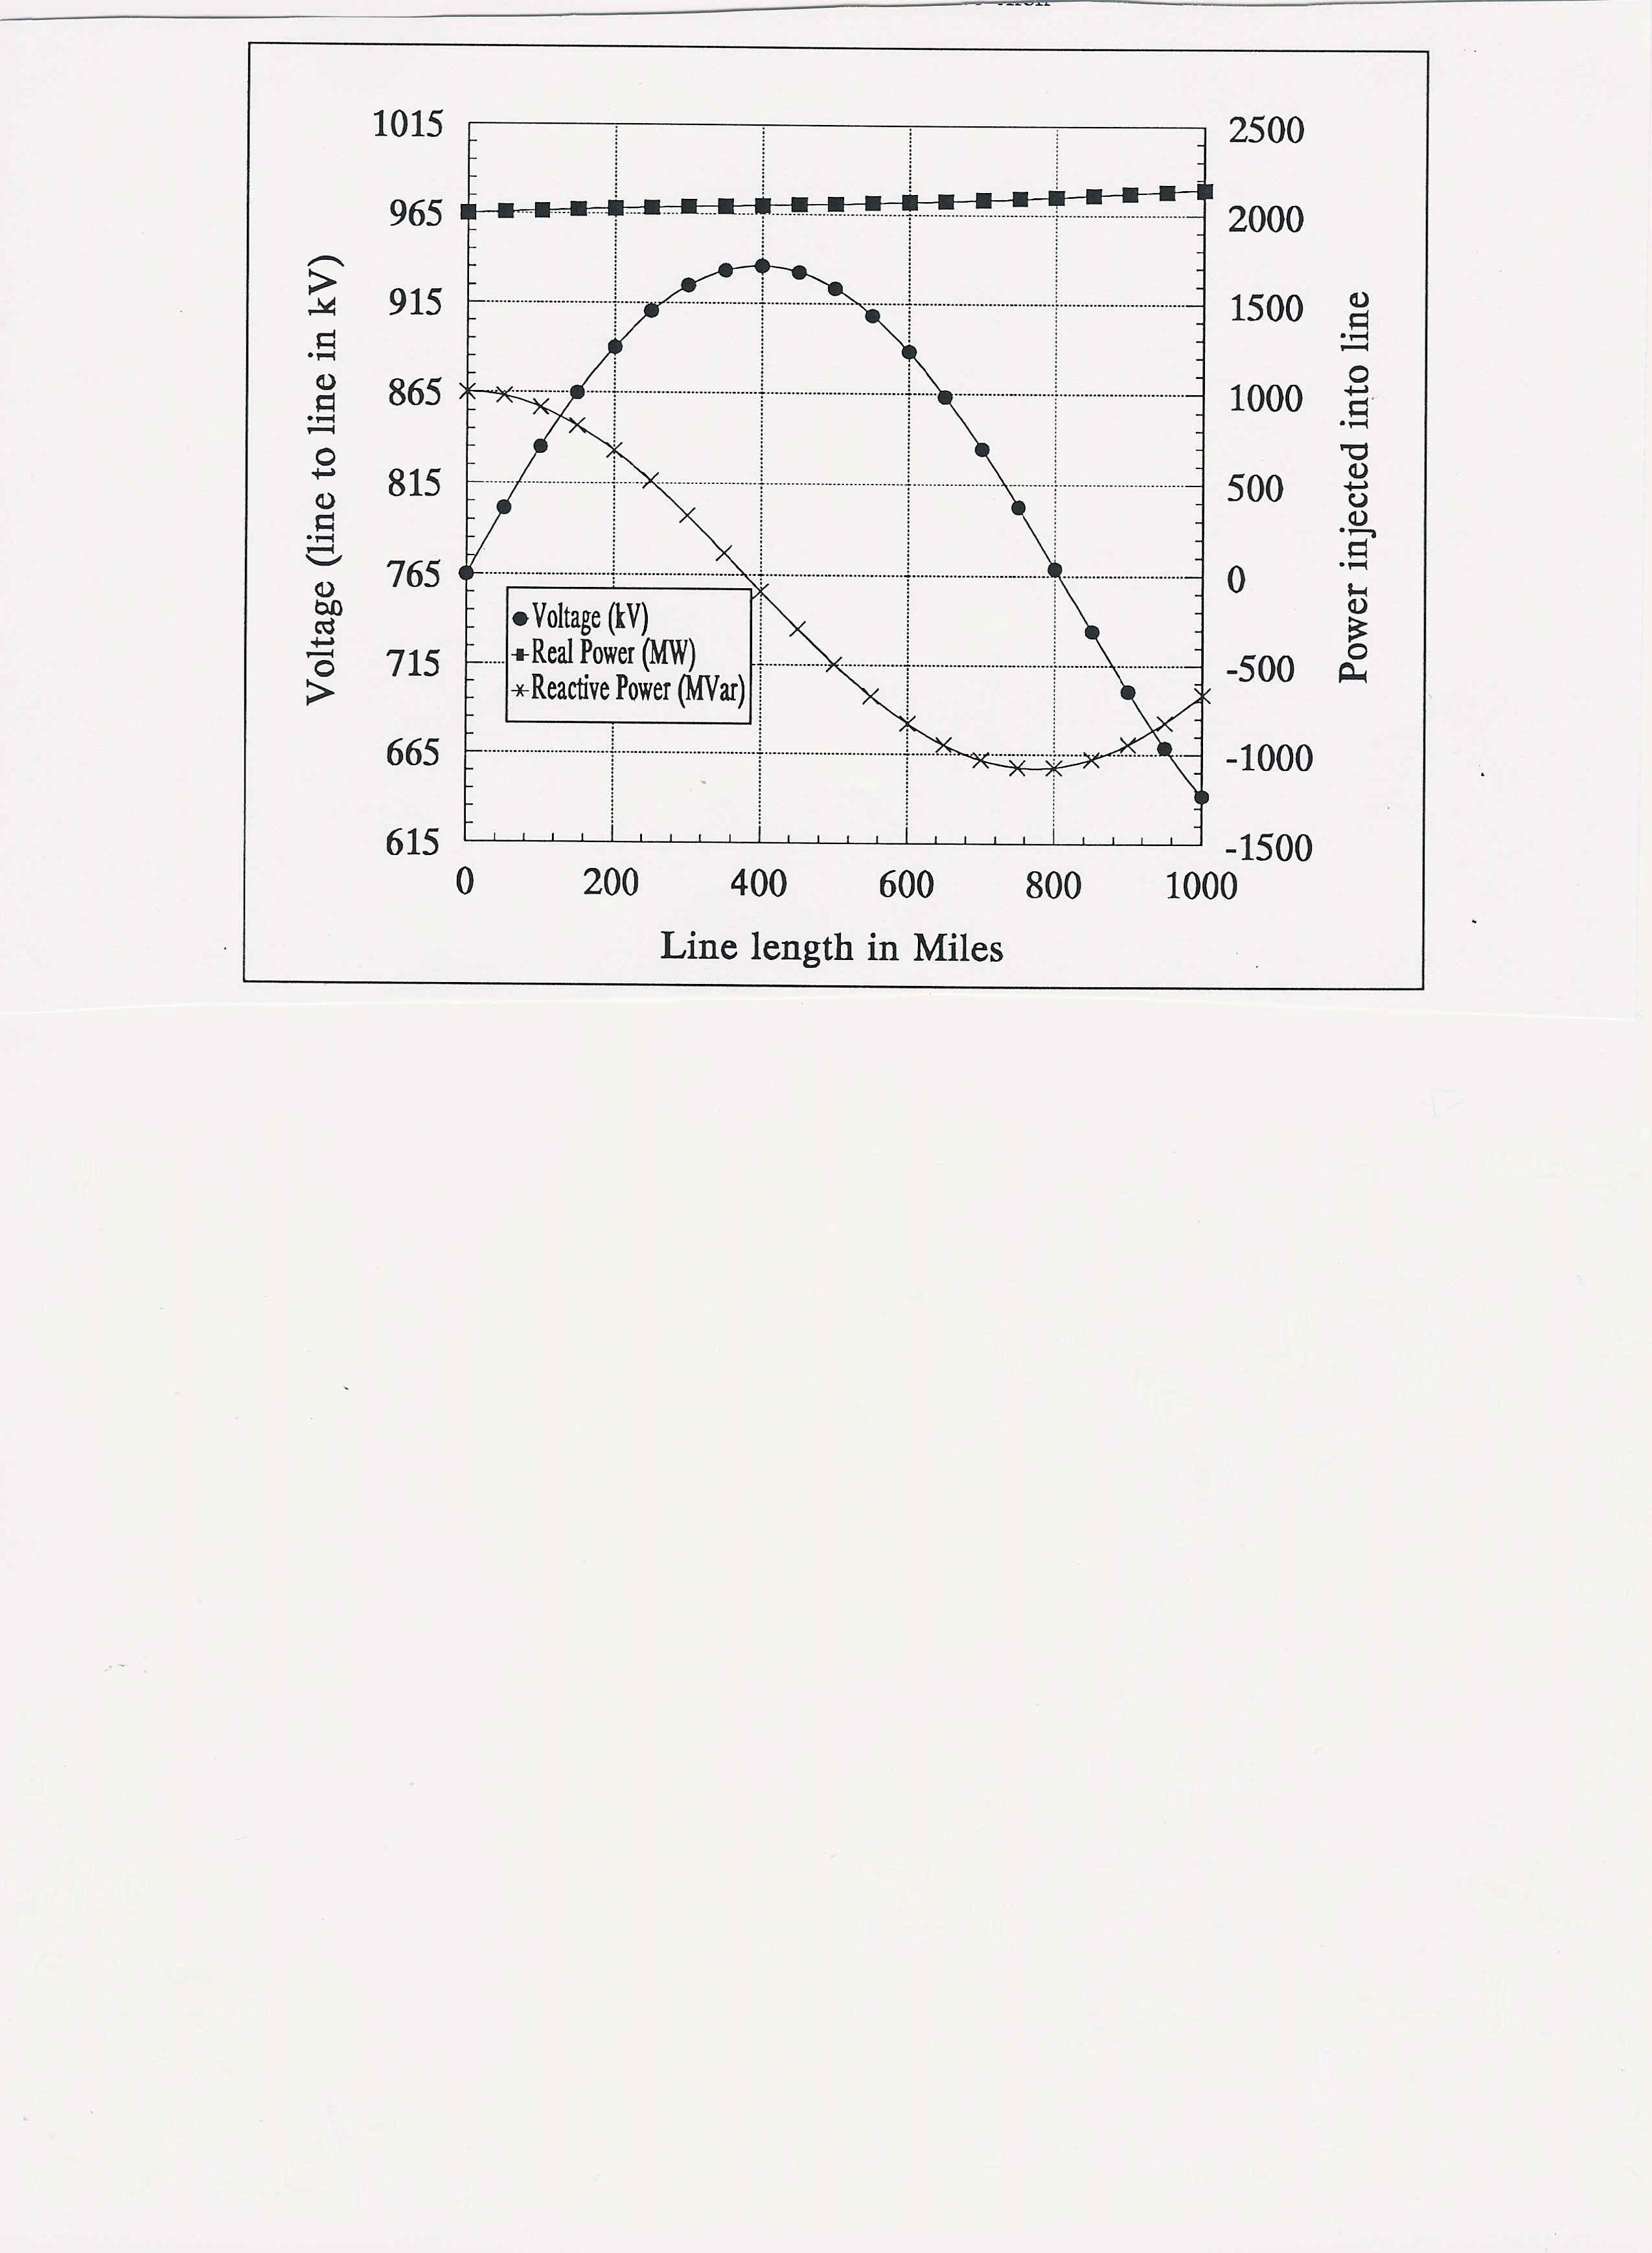 1015
965
915
865
815
765
715
665
615
2500
2000
1500
1000
500
0
-500
-1000
-1500
Voltage (line to line in kV)
Power injected into line
Voltage (kV)
Real Power (MW)
Reactive Power (MVar)
0 200 400 600 800 1000
Line length in Miles